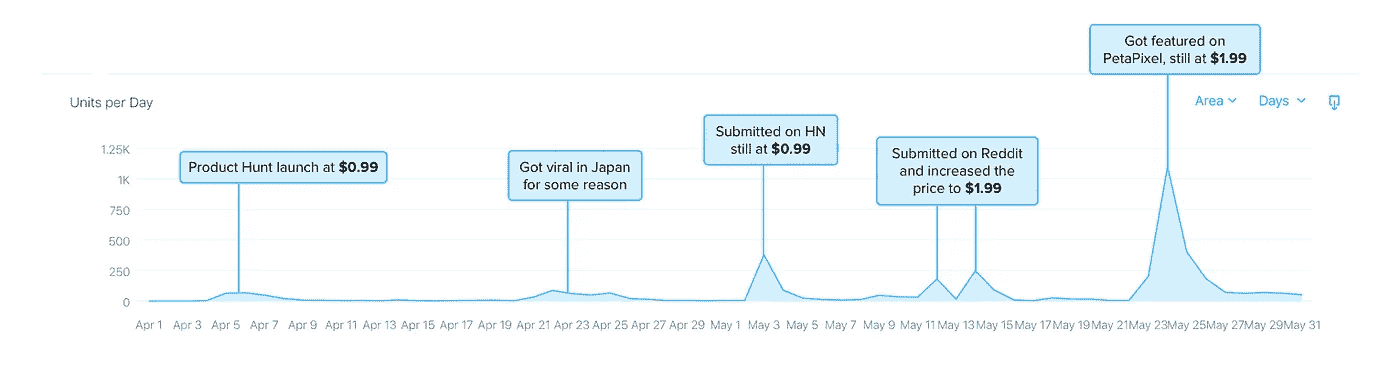 Got featured on
PetaPixel, still at $1.99
Units per Day
Area
Days
Submitted on HN
still at $0.99
Submitted on Reddit
and increased the
price to $1.99
Product Hunt launch at $0.99
Got viral in Japan
for some reason
1.25K
1K
750
500
250
0
Apr 1 Apr 3 Apr 5 Apr 7 Apr 9 Apr 11 Apr 13 Apr 15 Apr 17 Apr 19 Apr 21 Apr 23 Apr 25 Apr 27 Apr 29 May 1 May 3 May 5 May 7 May 9 May 11 May 13 May 15 May 17 May 19 May 21 May 23 May 25 May 27 May 29 May 31